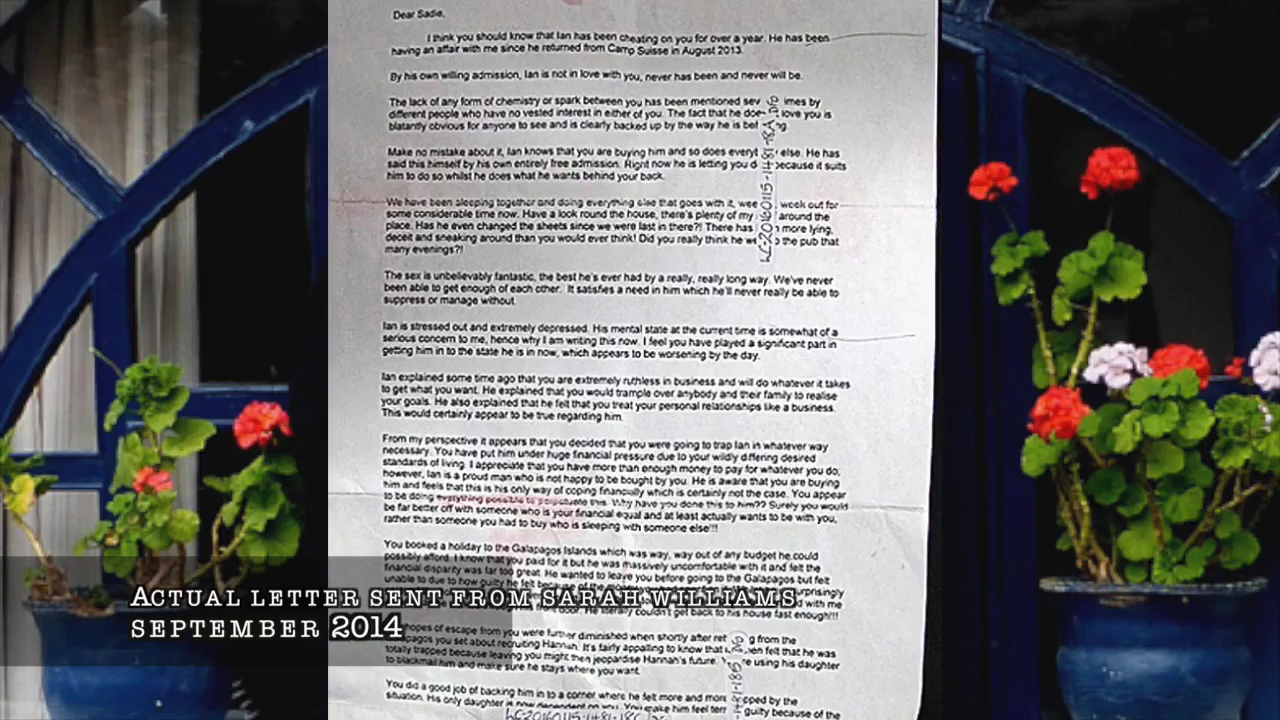 Dear Sadie,
I think you should know that Ian has been cheating on you for over a year. He has been
having an affair with me since he returned from Camp Suisse in August 2013.
By his own willing admission, Ian is not in love with you, never has been and never will be.
The lack of any form of chemistry or spark between you has been mentioned sev imes by
different people who have no vested interest in either of you. The fact that he doe love you is
blatantly obvious for anyone to see and is clearly backed up by the way he is be g.
Make no mistake about it, Ian knows that you are buying him and so does everyt else. He has
said this himself by his own entirely free admission. Right now he is letting you d because it suits
him to do so whilst he does what he wants behind your back.
We have been sleeping together and doing everything else that goes with it, wee week out for
some considerable time now. Have a look round the house, there's plenty of my around the
place. Has he even changed the sheets since we were last in there?! There has more lying,
deceit and sneaking around than you would ever think! Did you really think he we o the pub that
many evenings?!
The sex is unbelievably fantastic, the best he's ever had by a really, really long way. We've never
been able to get enough of each other. It satisfies a need in him which he'll never really be able to
suppress or manage without.
Ian is stressed out and extremely depressed. His mental state at the current time is somewhat of a
serious concern to me, hence why I am writing this now. I feel you have played a significant part in
getting him in to the state he is in now, which appears to be worsening by the day.
Ian explained some time ago that you are extremely ruthless in business and will do whatever it takes
to get what you want. He explained that you would trample over anybody and their family to realise
your goals. He also explained that he felt that you treat your personal relationships like a business.
This would certainly appear to be true regarding him.
From my perspective it appears that you decided that you were going to trap Ian in whatever way
necessary. You have put him under huge financial pressure due to your wildly differing desired
standards of living. I appreciate that you have more than enough money to pay for whatever you do;
however, Ian is a proud man who is not happy to be bought by you. He is aware that you are buying
him and feels that this is his only way of coping financially which is certainly not the case. You appear
to be doing everything possible to perpetuate this. Why have you done this to him?? Surely you would
be far better off with someone who is your financial equal and at least actually wants to be with you,
rather than someone you had to buy who is sleeping with someone else!!!
You booked a holiday to the Galapagos Islands which was way, way out of any budget he could
possibly afford. I know that you paid for it but he was massively uncomfortable with it and felt the
financial disparity was far too great. He wanted to leave you before going to the Galapagos but felt
unable to due to how guilty he felt because of the surprisingly
with me
door. He literally couldn't get back to his house fast enough!!!
hopes of escape from you were further diminished when shortly after ret g from the
pagos you set about recruiting Hannah. It's fairly appalling to know that en felt that he was
totally trapped because leaving you might then jeopardise Hannah's future. re using his daughter
to blackmail him and make sure he stays where you want.
You did a good job of backing him in to a corner where he felt more and more pped by the
situation. His only daughter is now dependent on you. You make him feel terr guilty because of the
ACTUAL LETTER SENT FROM SARAH WILLIAMS
SEPTEMBER 2014